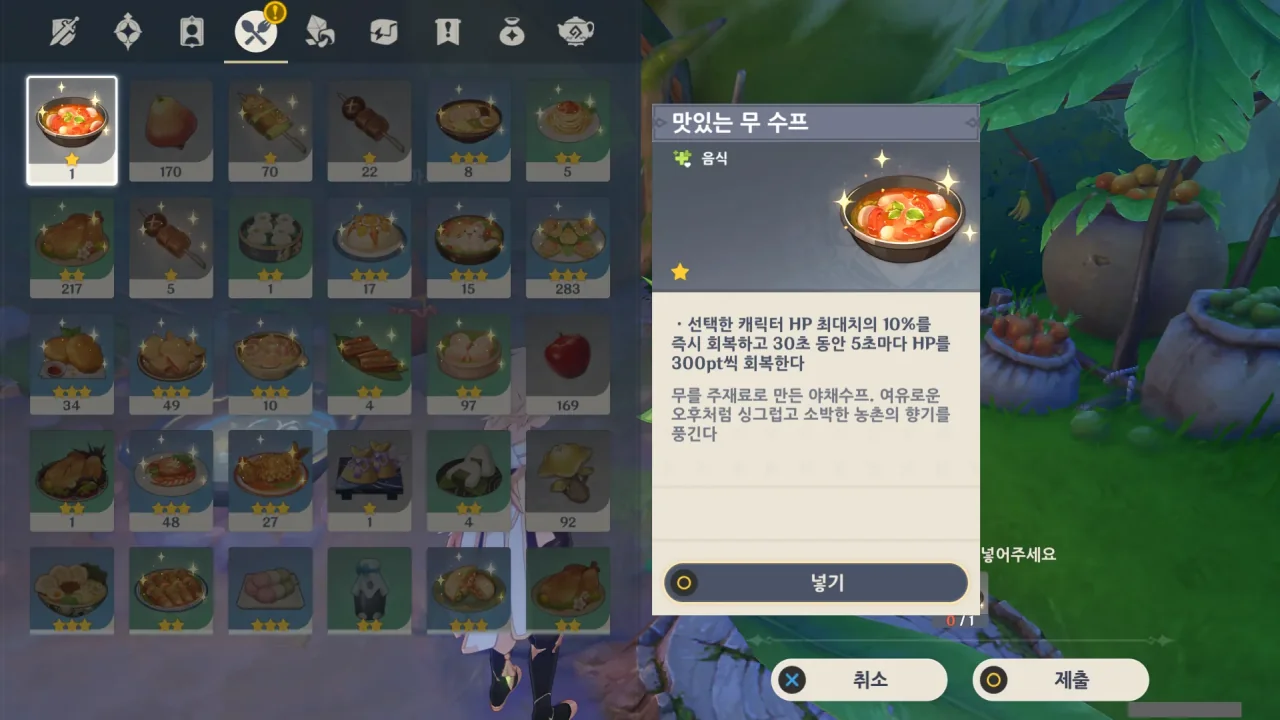 1
170
70
22
8
5
217
5
1
17
15
283
34
49
10
4
97
169
1
48
27
1
4
92
맛있는 무 수프
음식
· 선택한 캐릭터 HP 최대치의 10%를
즉시 회복하고 30초 동안 5초마다 HP를
300pt씩 회복한다
무를 주재료로 만든 야채수프. 여유로운
오후처럼 싱그럽고 소박한 농촌의 향기를
풍긴다
넣어주세요
넣기
0 / 1
취소
제출